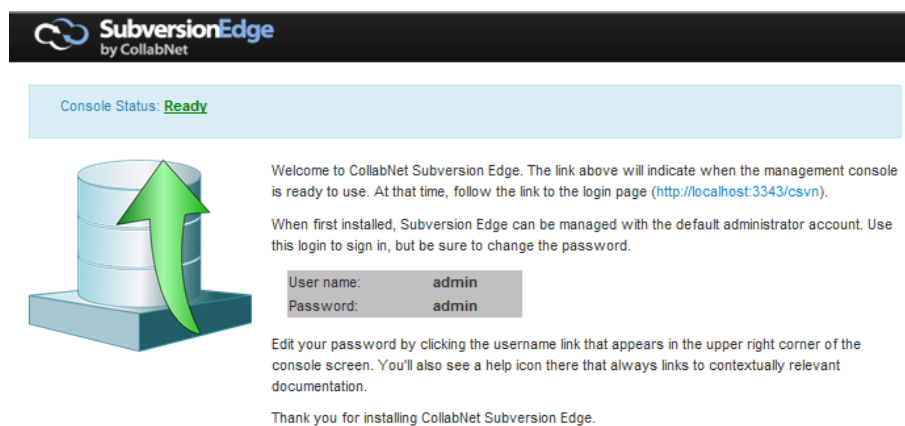 SubversionEdge
by CollabNet
Console Status: Ready
Welcome to CollabNet Subversion Edge. The link above will indicate when the management console
is ready to use. At that time, follow the link to the login page (http://localhost:3343/csvn).
When first installed, Subversion Edge can be managed with the default administrator account. Use
this login to sign in, but be sure to change the password.
User name: admin
Password: admin
Edit your password by clicking the username link that appears in the upper right corner of the
console screen. You'll also see a help icon there that always links to contextually relevant
documentation.
Thank you for installing CollabNet Subversion Edge.